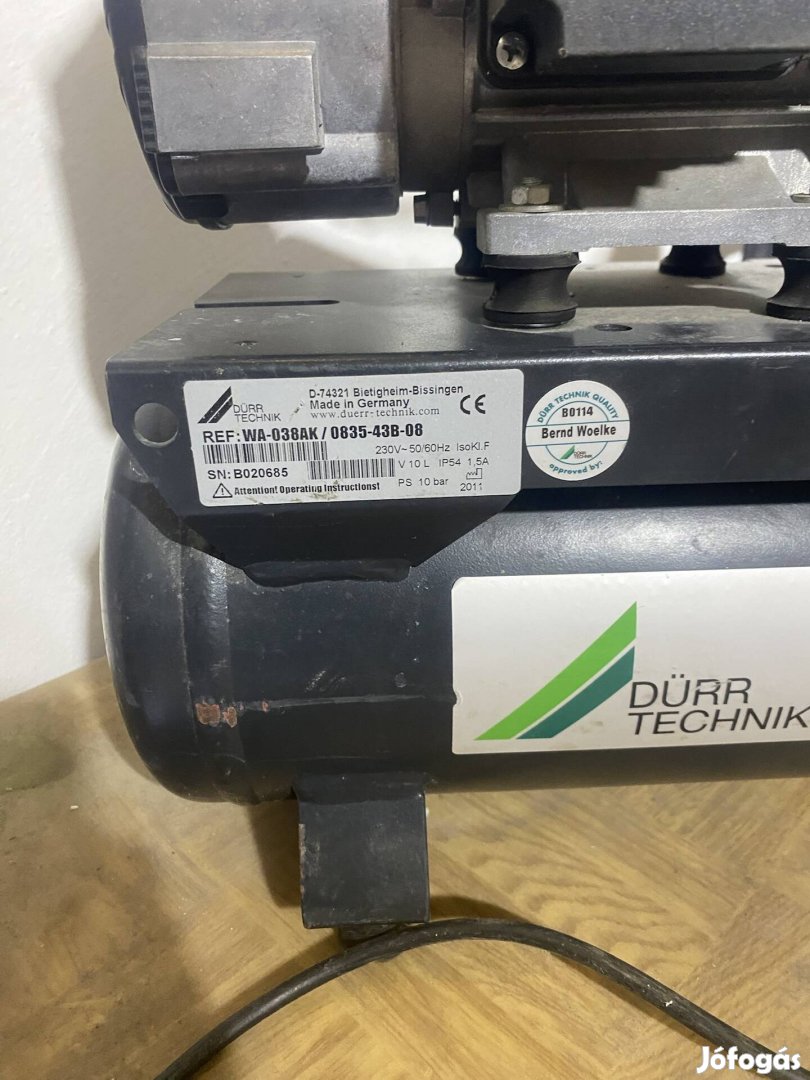 DÜRR
TECHNIK
D-74321 Bietigheim-Bissingen
Made in Germany
www.duerr-technik.com
CE
REF: WA-038AK / 0835-43B-08
230V~ 50/60Hz IsoKl.F
SN: B020685
V 10 L IP54 1,5A
PS 10 bar
2011
Attention! Operating Instructions!
DÜRR TECHNIK QUALITY
B0114
Bernd Woelke
DÜRR
TECHNIK
approved by:
DÜRR
TECHNIK
Jófogás